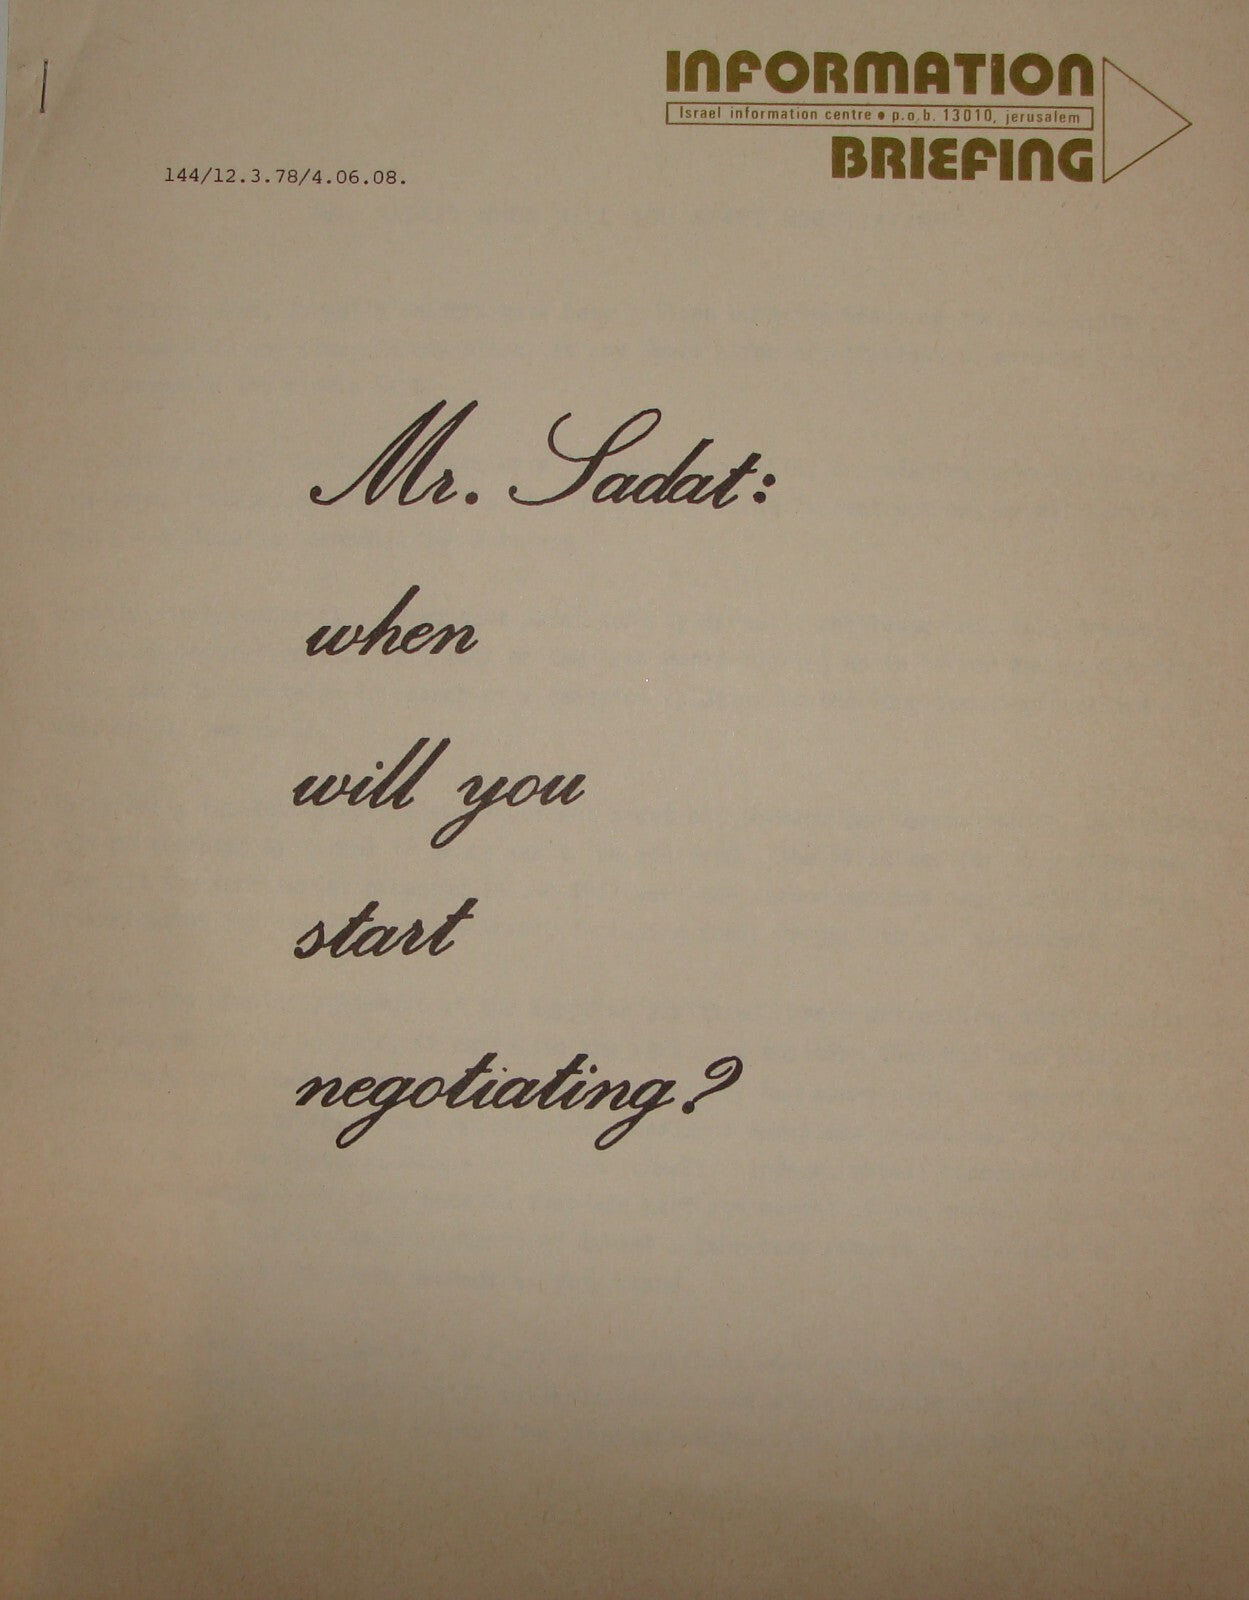 INFORMATION
Israel information centre • p.o.b. 13010, jerusalem
BRIEFING
144/12.3.78/4.06.08.
Mr. Sadat:
when
will you
start
negotiating?